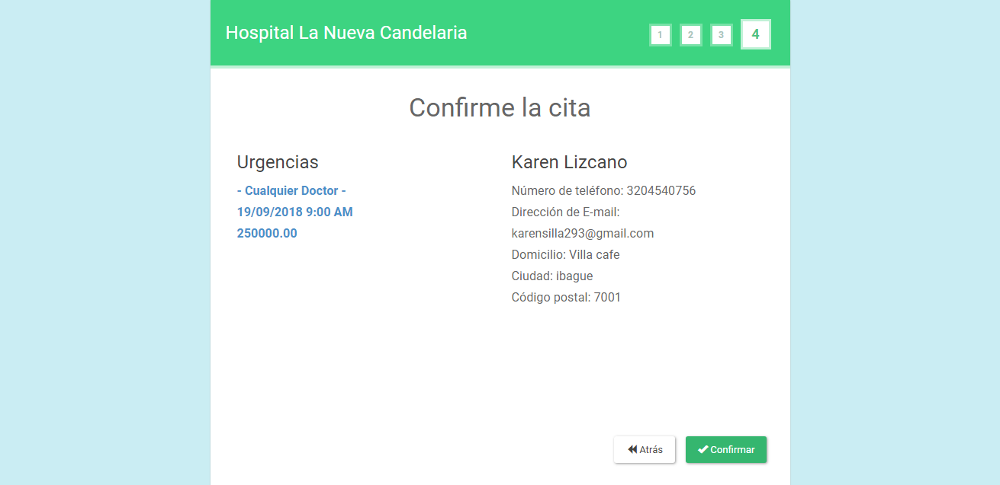 Hospital La Nueva Candelaria
1 2 3 4
Confirme la cita
Urgencias
- Cualquier Doctor -
19/09/2018 9:00 AM
250000.00
Karen Lizcano
Número de teléfono: 3204540756
Dirección de E-mail:
karensilla293@gmail.com
Domicilio: Villa cafe
Ciudad: ibague
Código postal: 7001
Atrás
Confirmar